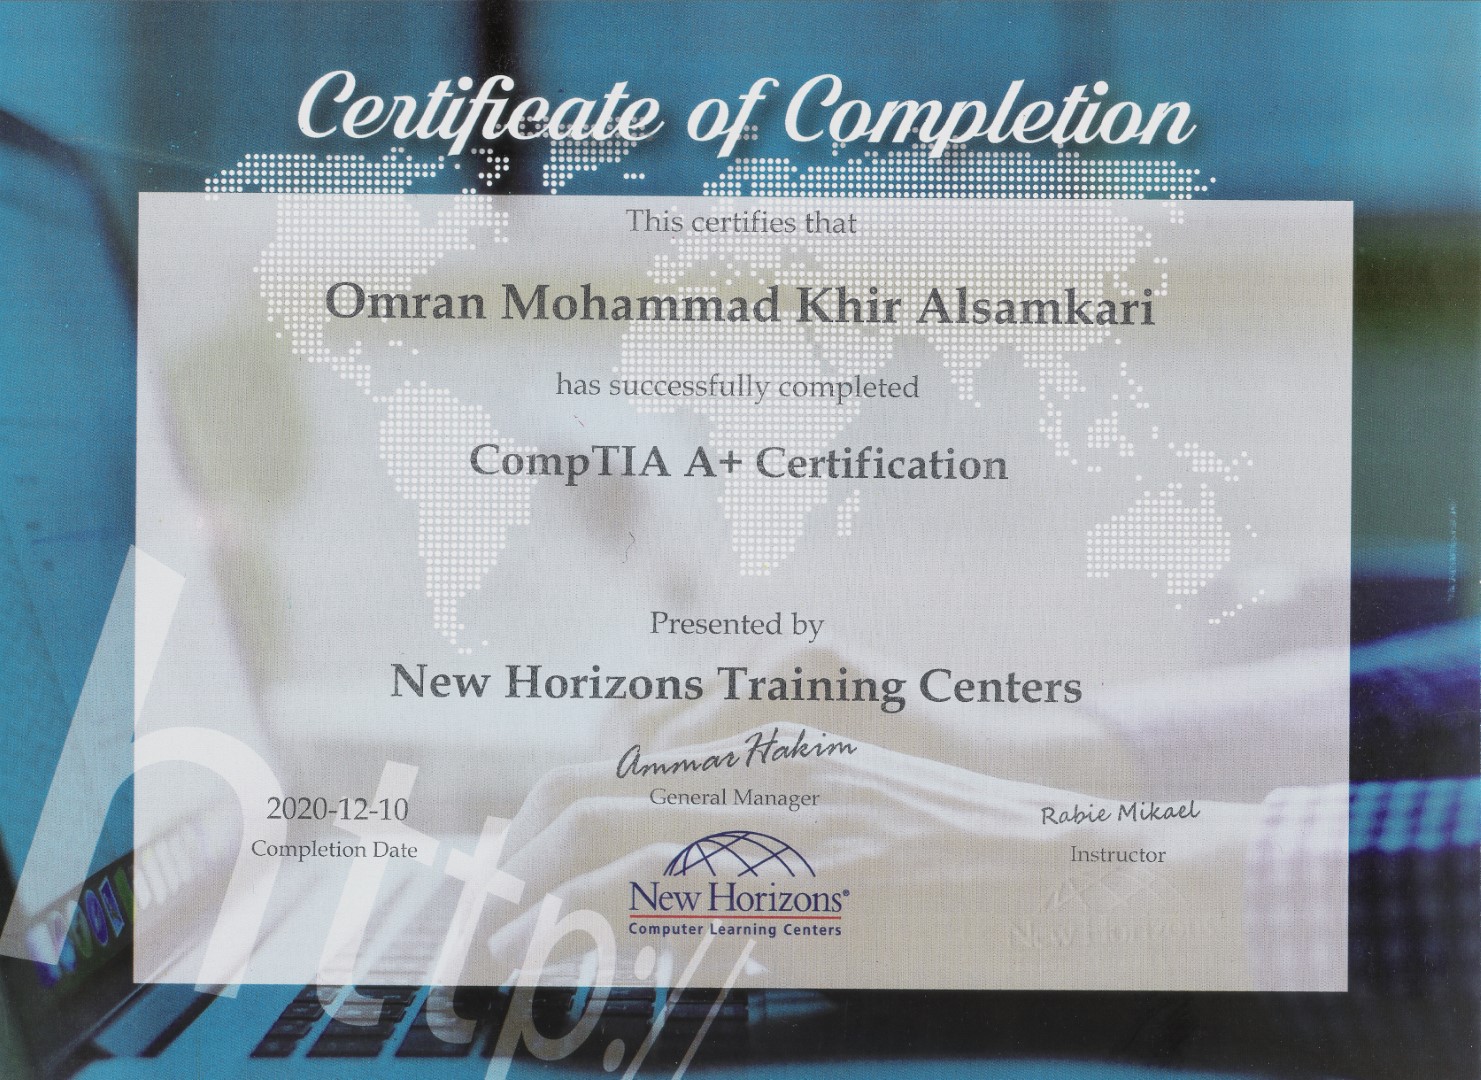 Certificate of Completion
This certifies that
Omran Mohammad Khir Alsamkari
has successfully completed
CompTIA A+ Certification
Presented by
New Horizons Training Centers
Ammar Hakim
General Manager
2020-12-10
Completion Date
Rabie Mikael
Instructor
New Horizons®
Computer Learning Centers
New Horizons
http://